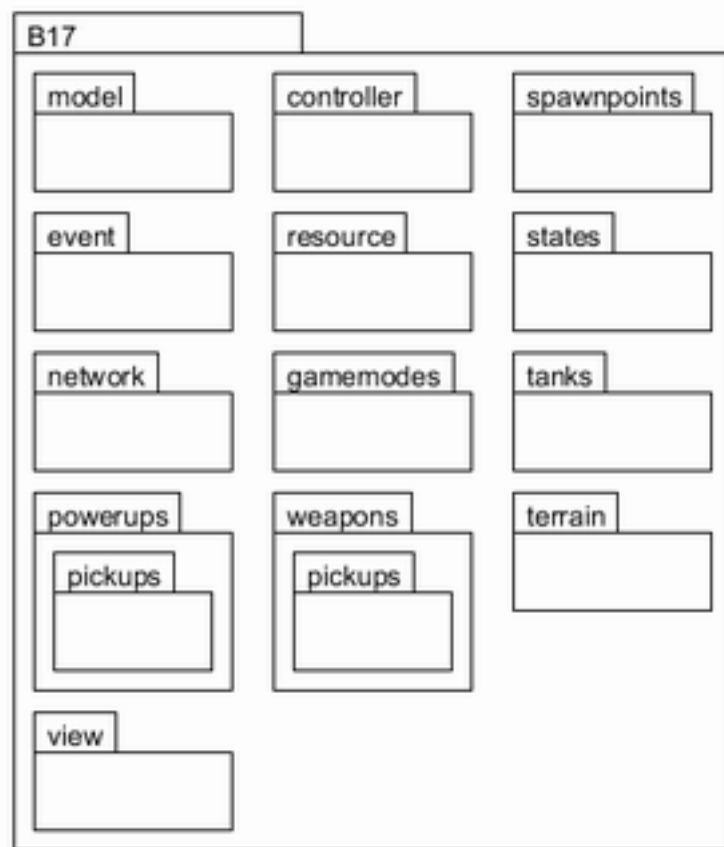 B17
model
controller
spawnpoints
event
resource
states
network
gamemodes
tanks
powerups
weapons
terrain
pickups
pickups
view